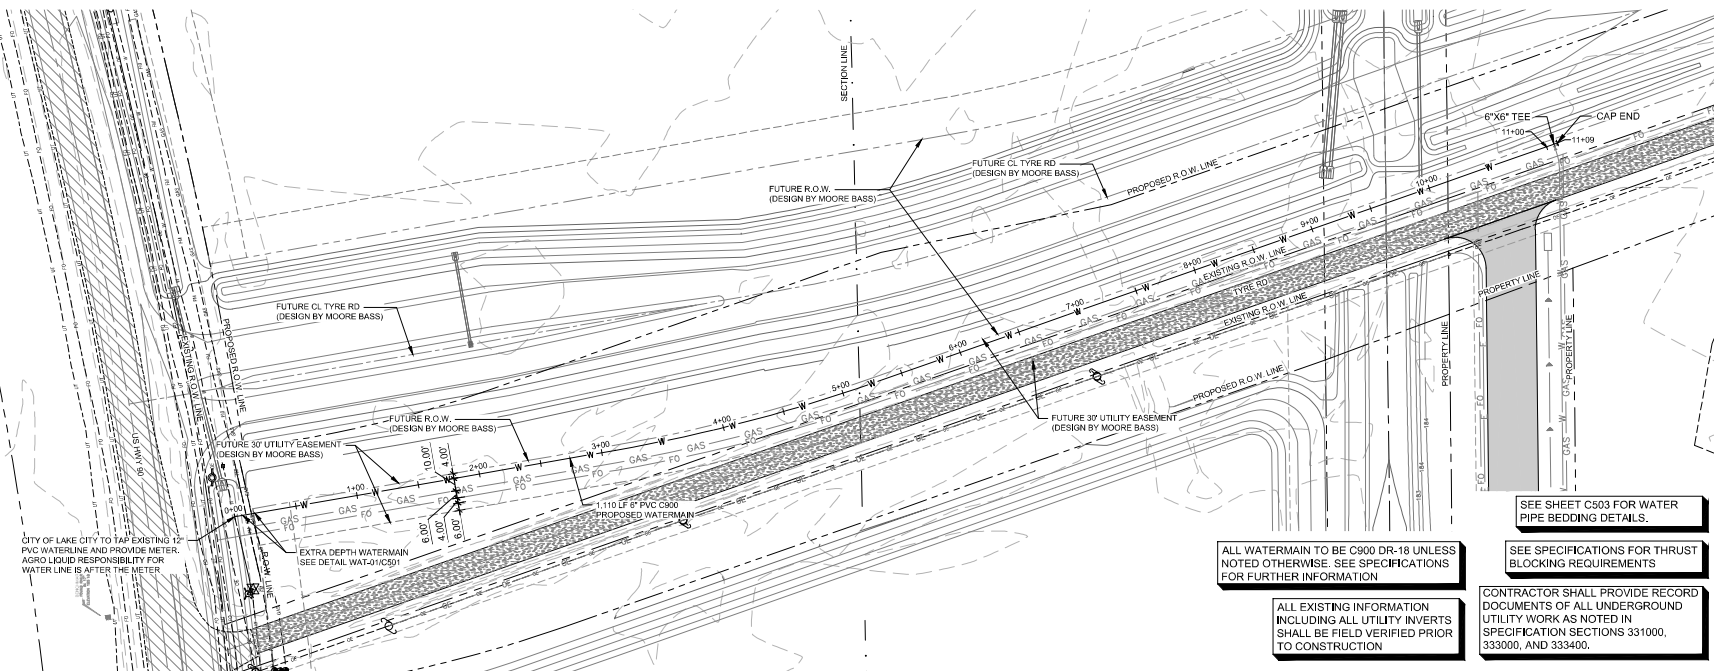 SECTION LINE
6"X6" TEE
CAP END
11+00
11+09
FO
GAS
W
FUTURE CL TYRE RD
(DESIGN BY MOORE BASS)
PROPOSED R.O.W. LINE
FUTURE R.O.W.
(DESIGN BY MOORE BASS)
10+00
9+00
8+00
EXISTING R.O.W. LINE
TYRE RD
EXISTING R.O.W. LINE
PROPERTY LINE
7+00
FUTURE CL TYRE RD
(DESIGN BY MOORE BASS)
PROPOSED R.O.W. LINE
EXISTING R.O.W. LINE
6+00
PROPERTY LINE
PROPERTY LINE
5+00
PROPOSED R.O.W. LINE
FUTURE 30' UTILITY EASEMENT
(DESIGN BY MOORE BASS)
FUTURE R.O.W.
(DESIGN BY MOORE BASS)
4+00
3+00
2+00
1+00
0+00
FUTURE 30' UTILITY EASEMENT
(DESIGN BY MOORE BASS)
10.00'
4.00'
6.00'
4.00'
6.00'
US HWY 90
184
183
1,110 LF 6" PVC C900
PROPOSED WATERMAIN
CITY OF LAKE CITY TO TAP EXISTING 12"
PVC WATERLINE AND PROVIDE METER.
AGRO LIQUID RESPONSIBILITY FOR
WATER LINE IS AFTER THE METER
EXTRA DEPTH WATERMAIN
SEE DETAIL WAT-01/C501
R.O.W. LINE
SEE SHEET C503 FOR WATER
PIPE BEDDING DETAILS.
ALL WATERMAIN TO BE C900 DR-18 UNLESS
NOTED OTHERWISE. SEE SPECIFICATIONS
FOR FURTHER INFORMATION
SEE SPECIFICATIONS FOR THRUST
BLOCKING REQUIREMENTS
ALL EXISTING INFORMATION
INCLUDING ALL UTILITY INVERTS
SHALL BE FIELD VERIFIED PRIOR
TO CONSTRUCTION
CONTRACTOR SHALL PROVIDE RECORD
DOCUMENTS OF ALL UNDERGROUND
UTILITY WORK AS NOTED IN
SPECIFICATION SECTIONS 331000,
333000, AND 333400.